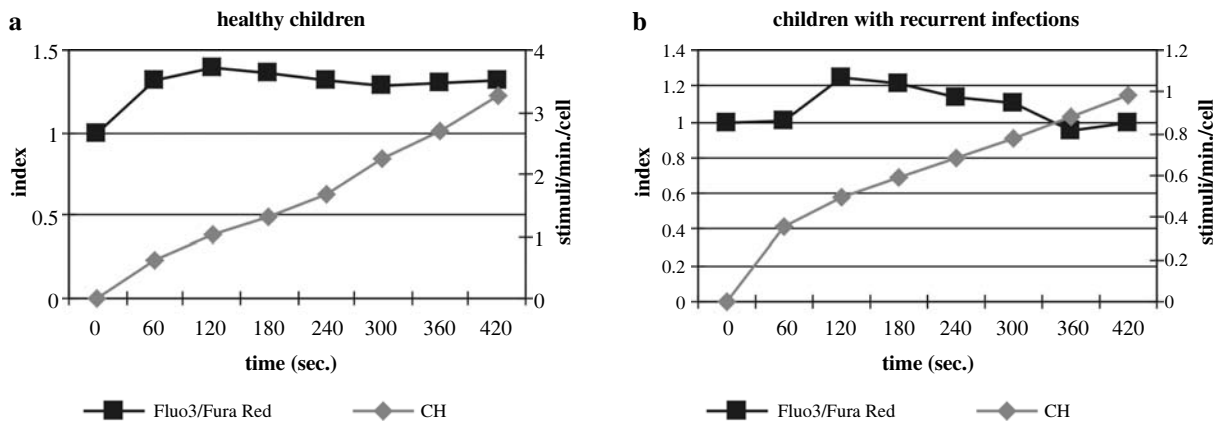 a
healthy children
1.5
1
0.5
0
index
4
3
2
1
0
stimuli/min./cell
0 60 120 180 240 300 360 420
time (sec.)
Fluo3/Fura Red CH
b
children with recurrent infections
1.4
1.2
1
0.8
0.6
0.4
0.2
0
index
1.2
1
0.8
0.6
0.4
0.2
0
stimuli/min./cell
0 60 120 180 240 300 360 420
time (sec.)
Fluo3/Fura Red CH